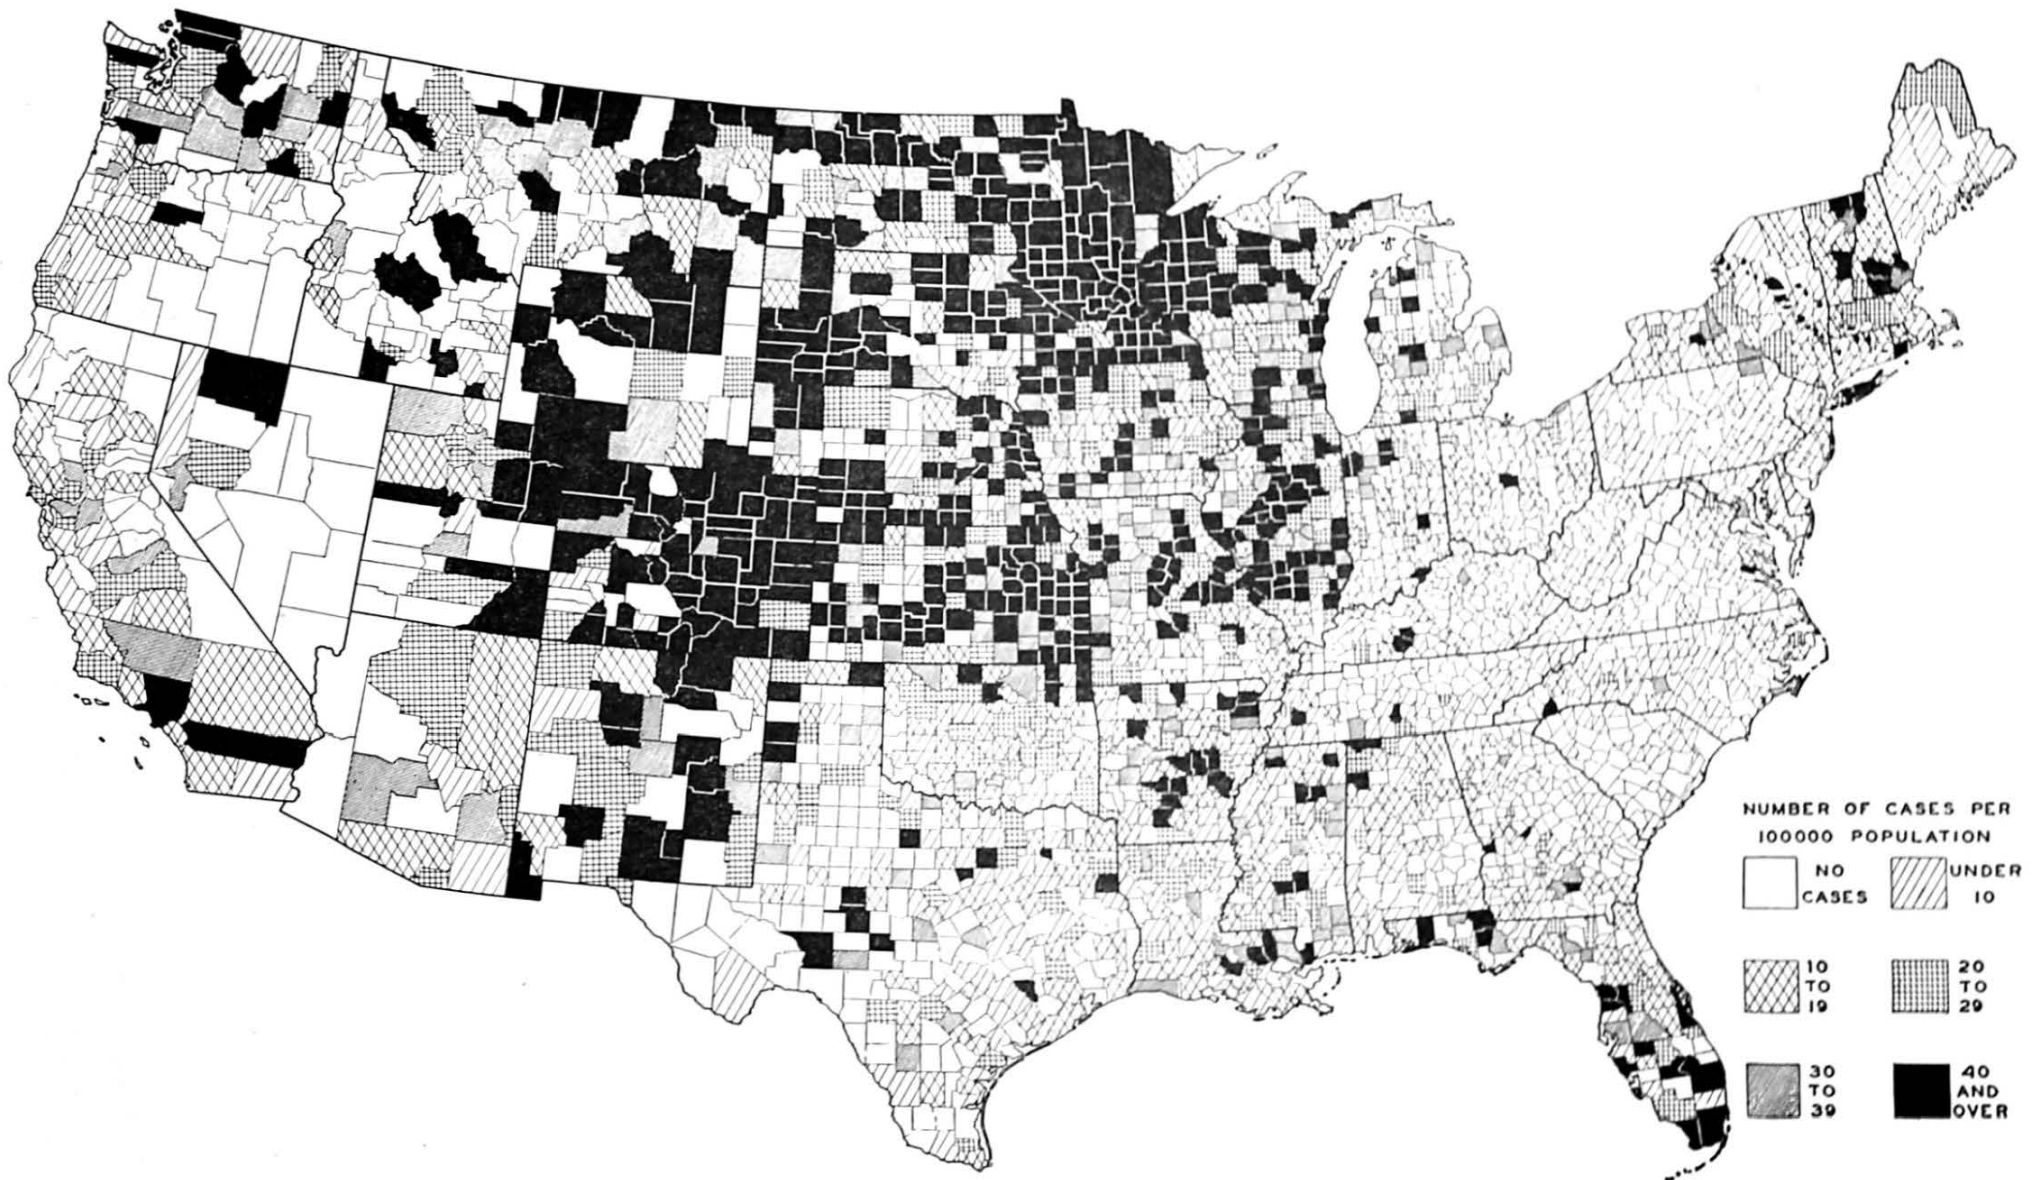 NUMBER OF CASES PER
100000 POPULATION
NO
CASES
UNDER
10
10
TO
19
20
TO
29
30
TO
39
40
AND
OVER